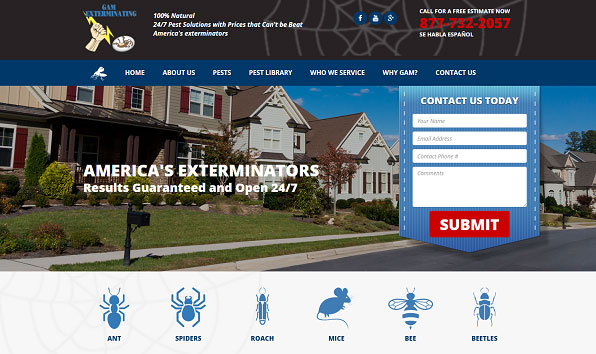 GAM
EXTERMINATING
100% Natural
24/7 Pest Solutions with Prices that Can't be Beat
America's exterminators
CALL FOR A FREE ESTIMATE NOW
877-732-2057
SE HABLA ESPAÑOL
HOME
ABOUT US
PESTS
PEST LIBRARY
WHO WE SERVICE
WHY GAM?
CONTACT US
AMERICA'S EXTERMINATORS
Results Guaranteed and Open 24/7
CONTACT US TODAY
Your Name
Email Address
Contact Phone #
Comments
SUBMIT
ANT
SPIDERS
ROACH
MICE
BEE
BEETLES